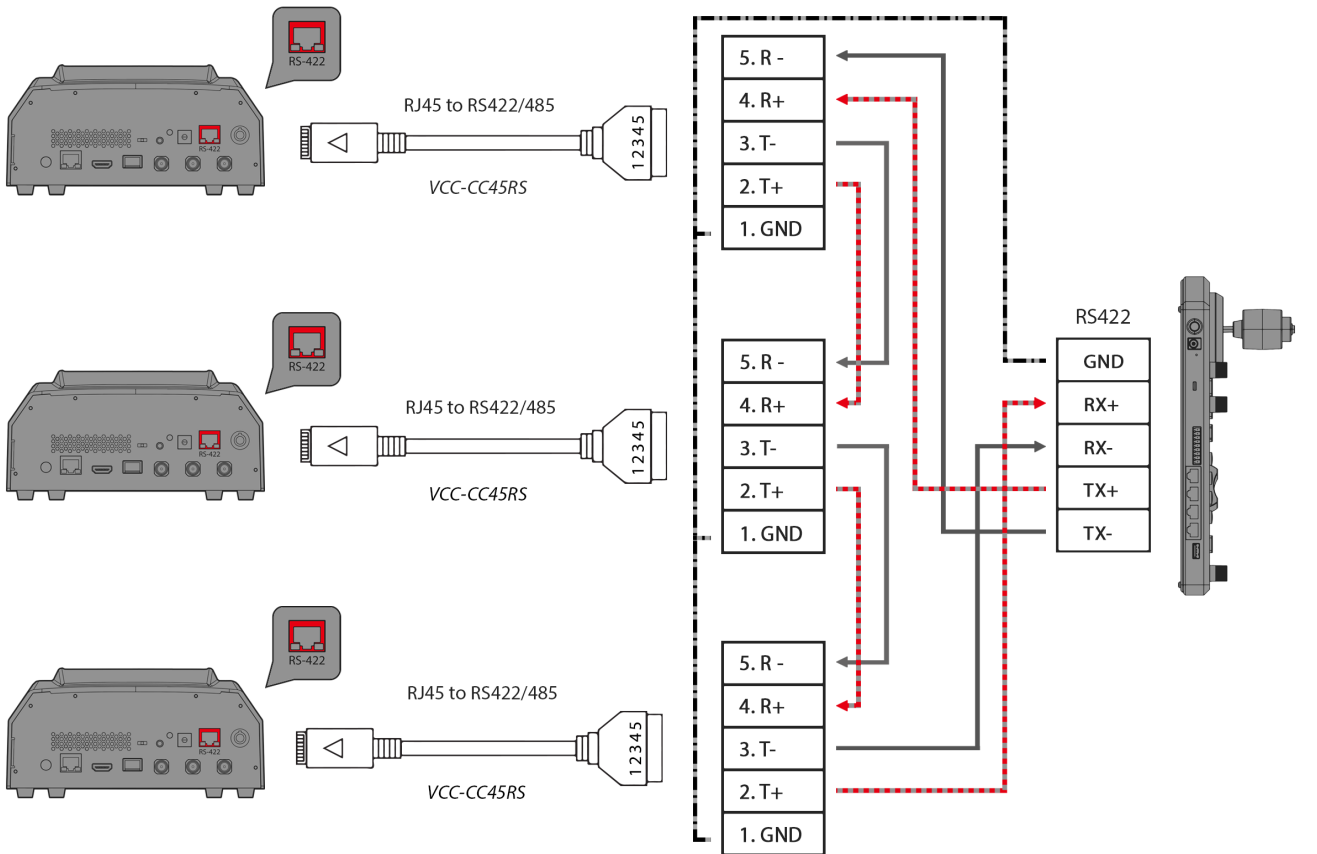 RS-422
RS-422
RJ45 to RS422/485
12345
VCC-CC45RS
5. R -
4. R+
3. T-
2. T+
1. GND
RS-422
RS-422
RJ45 to RS422/485
12345
VCC-CC45RS
5. R -
4. R+
3. T-
2. T+
1. GND
RS422
GND
RX+
RX-
TX+
TX-
RS-422
RS-422
RJ45 to RS422/485
12345
VCC-CC45RS
5. R -
4. R+
3. T-
2. T+
1. GND